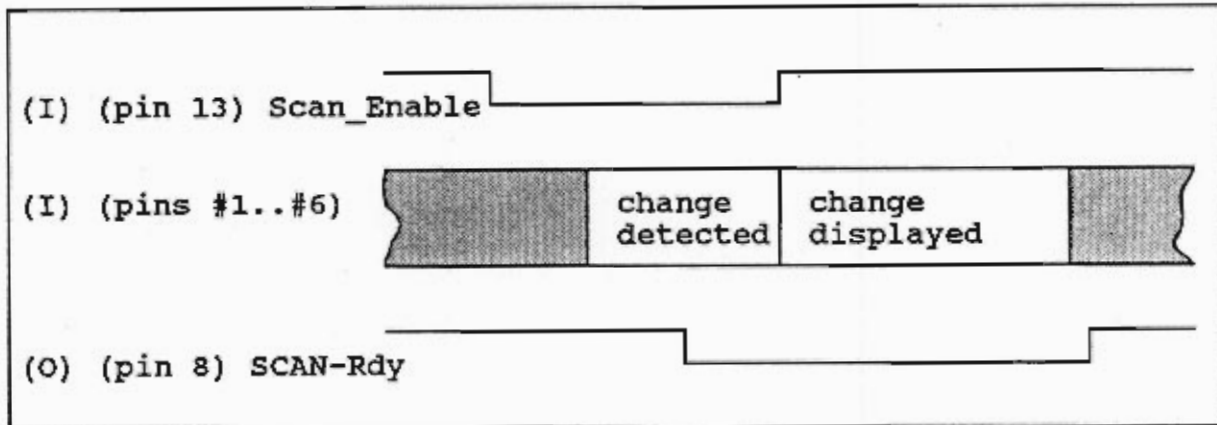 (I) (pin 13) Scan_Enable
(I) (pins #1..#6)
change
detected
change
displayed
(O) (pin 8) SCAN-Rdy